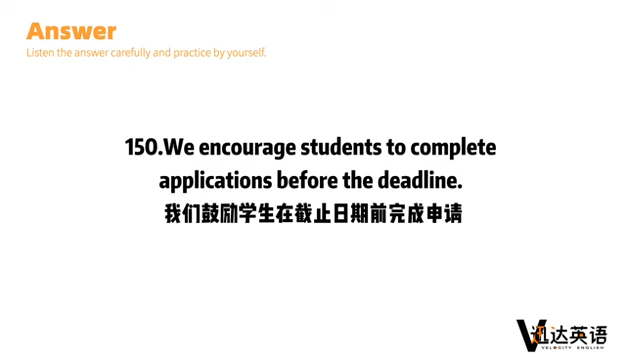 Answer
Listen the answer carefully and practice by yourself.
150.We encourage students to complete
applications before the deadline.
我们鼓励学生在截止日期前完成申请
V迅达英语
VELOCITY ENGLISH